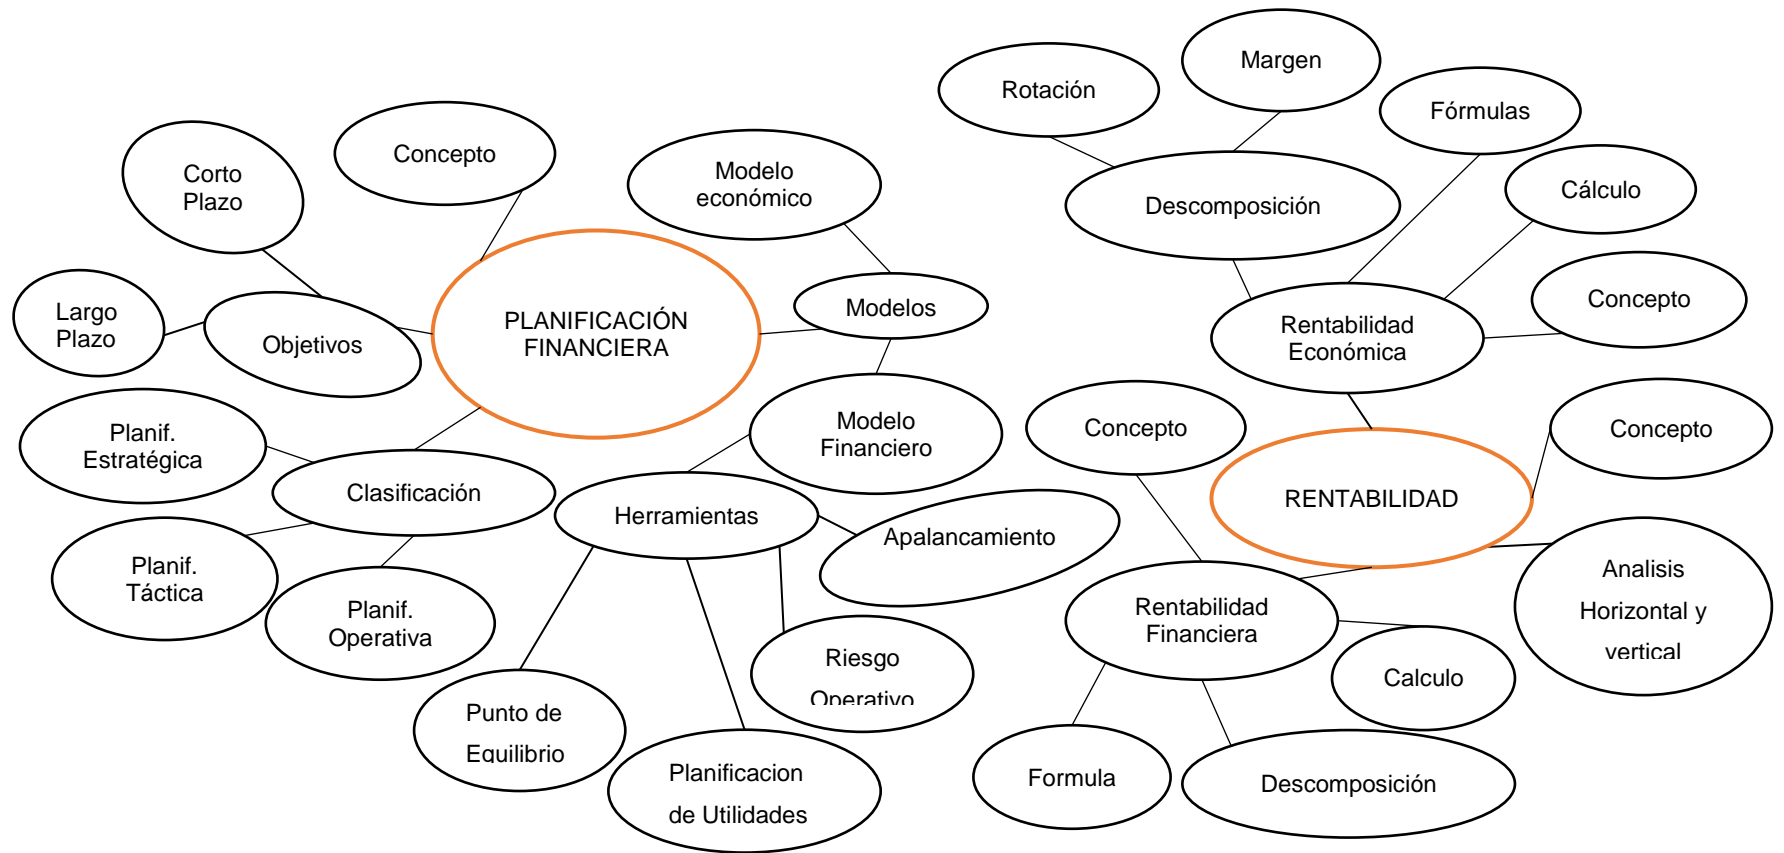 Margen
Rotación
Fórmulas
Concepto
Modelo
económico
Corto
Plazo
Cálculo
Descomposición
Concepto
Largo
Plazo
Objetivos
PLANIFICACIÓN
FINANCIERA
Modelos
Rentabilidad
Económica
Planif.
Estratégica
Modelo
Financiero
Concepto
Concepto
Clasificación
Herramientas
RENTABILIDAD
Apalancamiento
Planif.
Táctica
Planif.
Operativa
Rentabilidad
Financiera
Analisis
Horizontal y
vertical
Riesgo
Operativo
Calculo
Punto de
Equilibrio
Planificacion
de Utilidades
Formula
Descomposición